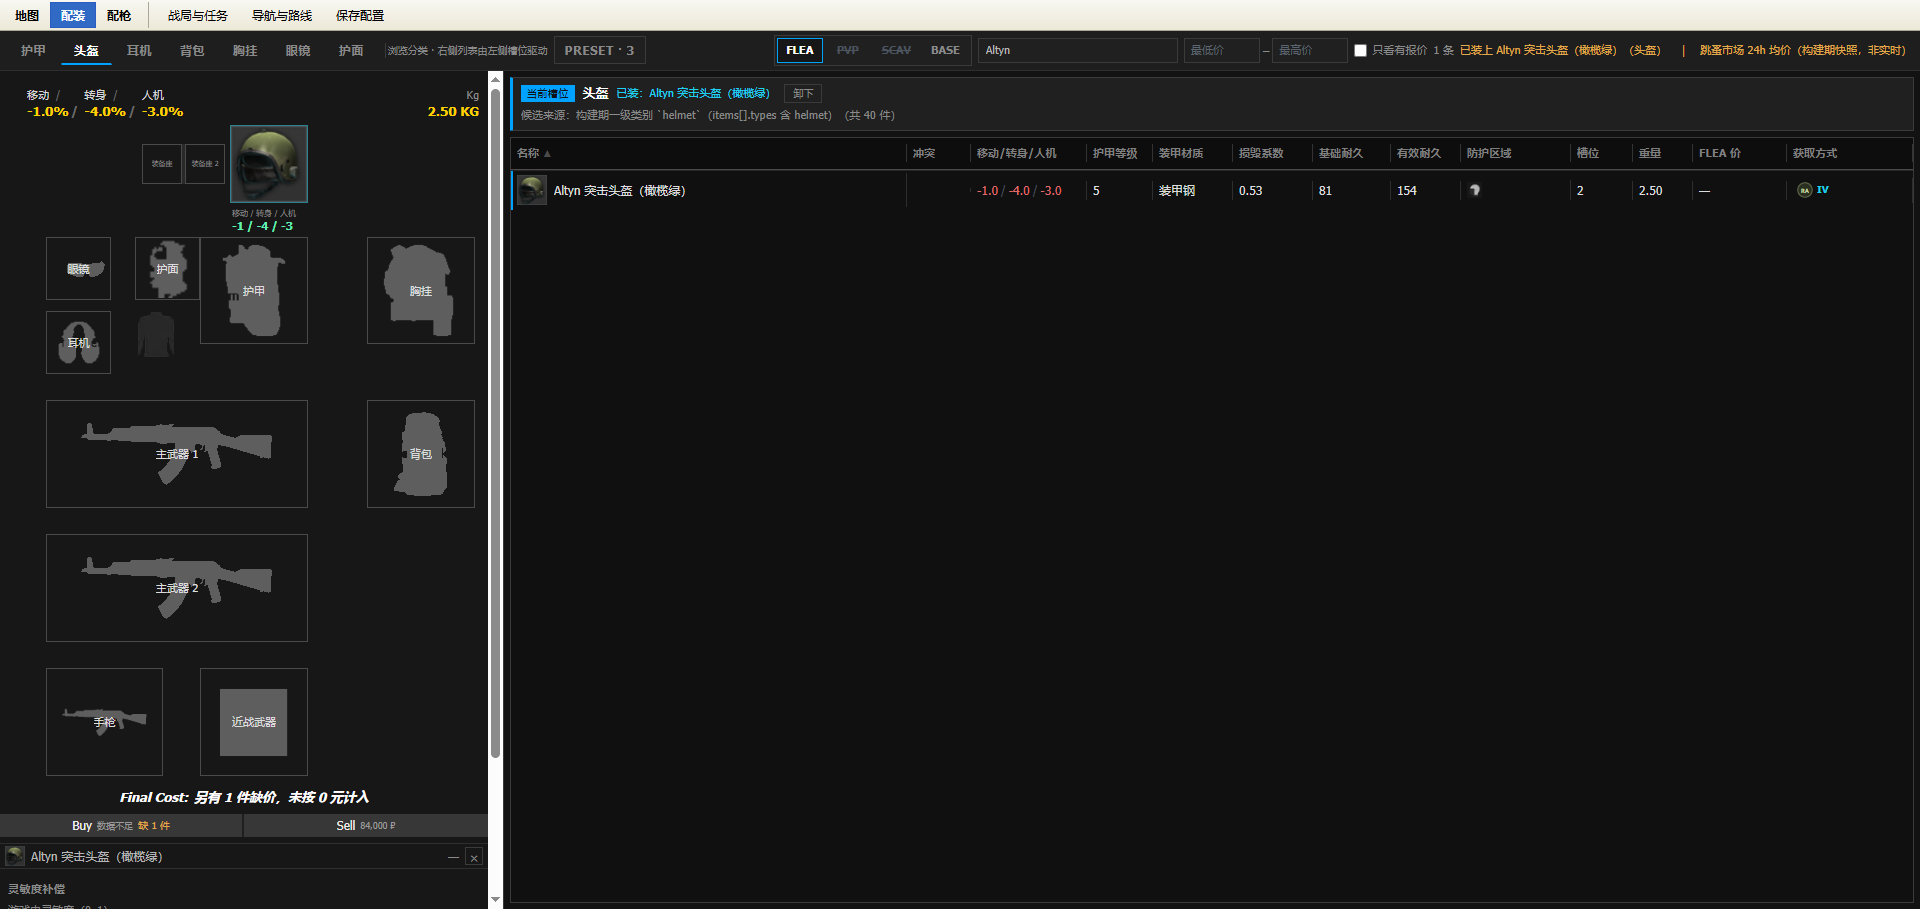 地图 配装 配枪 战局与任务 导航与路线 保存配置
护甲 头盔 耳机 背包 胸挂 眼镜 护面 浏览分类 · 右侧列表由左侧槽位驱动 PRESET · 3 FLEA PVP SCAV BASE Altyn 最低价 – 最高价 只看有报价 1 条 已装上 Altyn 突击头盔（橄榄绿）（头盔） | 跳蚤市场 24h 均价（构建期快照，非实时）
移动 / 转身 / 人机 Kg
-1.0% / -4.0% / -3.0% 2.50 KG
装备座 装备座 2
移动 / 转身 / 人机
-1 / -4 / -3
眼镜 护面 护甲 胸挂
耳机
主武器 1 背包
主武器 2
手枪 近战武器
Final Cost: 另有 1 件缺价，未按 0 元计入
Buy 数据不足 缺 1 件 Sell 84,000 ₽
Altyn 突击头盔（橄榄绿） — ×
灵敏度补偿
当前槽位 头盔 已装：Altyn 突击头盔（橄榄绿） 卸下
候选来源：构建期一级类别 `helmet`（items[].types 含 helmet）（共 40 件）
名称 ▲ 冲突 移动/转身/人机 护甲等级 装甲材质 损毁系数 基础耐久 有效耐久 防护区域 槽位 重量 FLEA 价 获取方式
Altyn 突击头盔（橄榄绿） -1.0 / -4.0 / -3.0 5 装甲钢 0.53 81 154 2 2.50 — RA IV